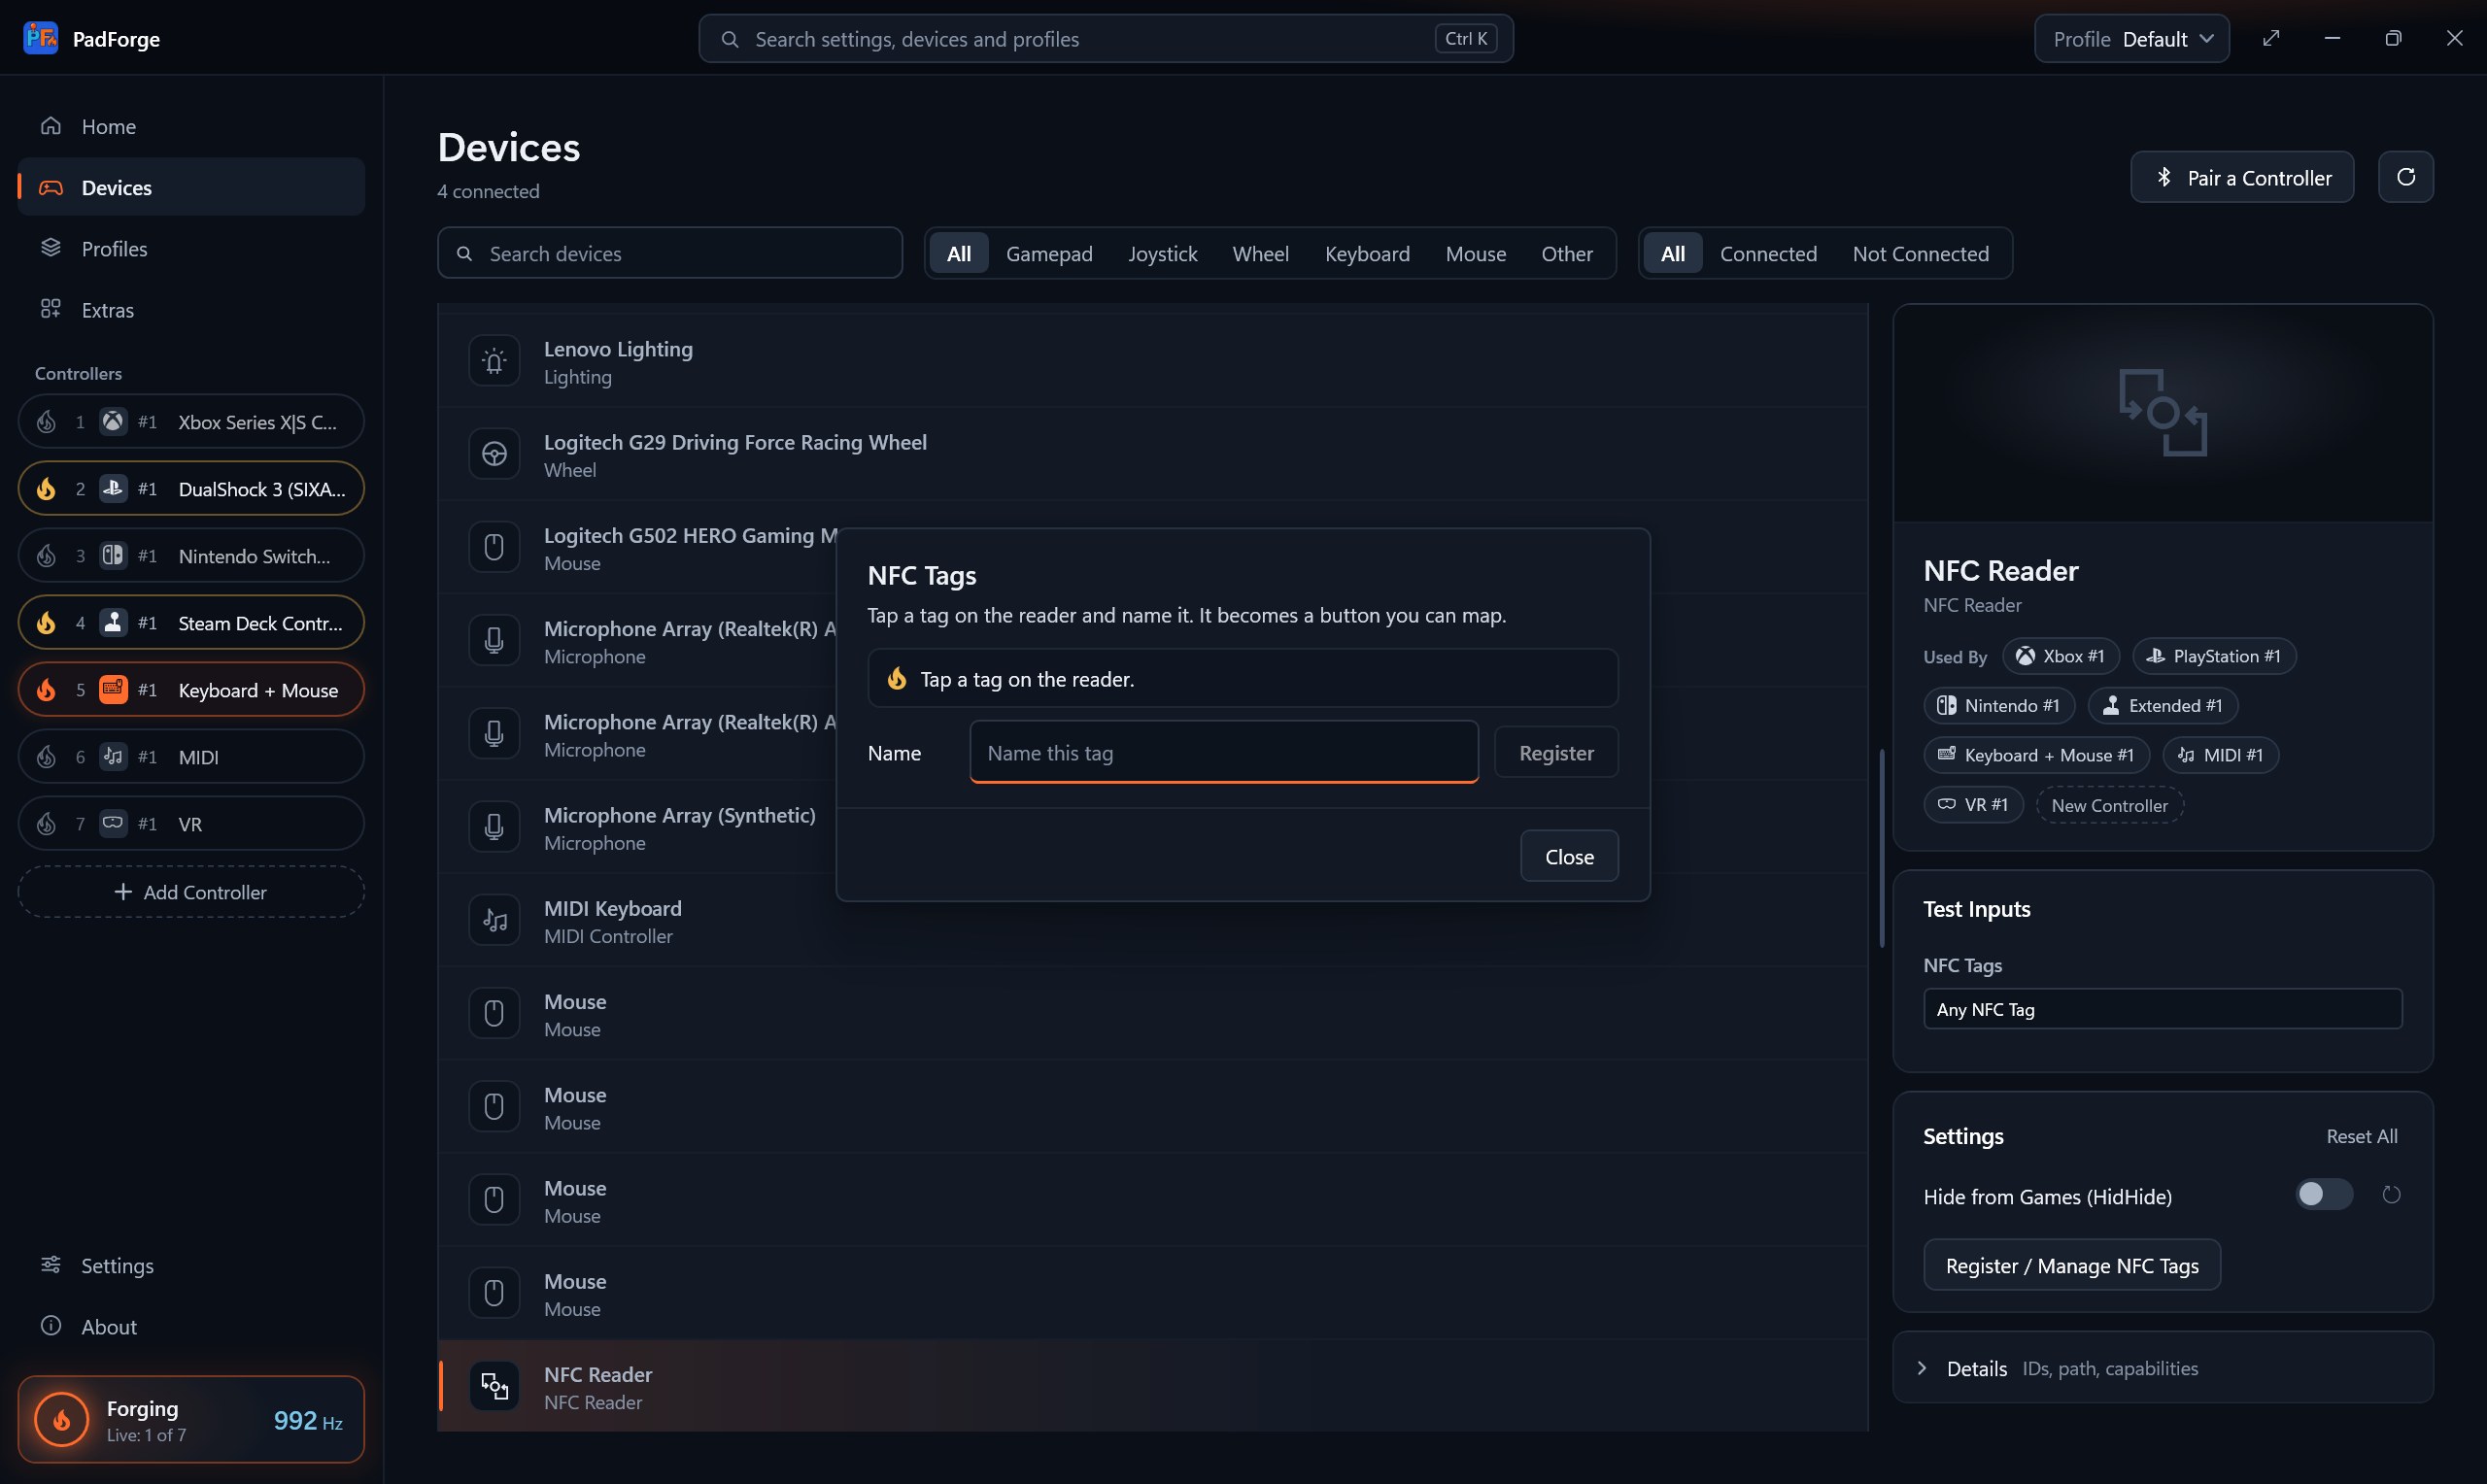 PadForge
Search settings, devices and profiles
Ctrl K
Profile Default
Home
Devices
Profiles
Extras
Controllers
1 #1 Xbox Series X|S C...
2 #1 DualShock 3 (SIXA...
3 #1 Nintendo Switch...
4 #1 Steam Deck Contr...
5 #1 Keyboard + Mouse
6 #1 MIDI
7 #1 VR
Add Controller
Settings
About
Forging
Live: 1 of 7
992 Hz
Devices
4 connected
Pair a Controller
Search devices
All Gamepad Joystick Wheel Keyboard Mouse Other
All Connected Not Connected
Lenovo Lighting
Lighting
Logitech G29 Driving Force Racing Wheel
Wheel
Logitech G502 HERO Gaming M
Mouse
Microphone Array (Realtek(R) A
Microphone
Microphone Array (Realtek(R) A
Microphone
Microphone Array (Synthetic)
Microphone
MIDI Keyboard
MIDI Controller
Mouse
Mouse
Mouse
Mouse
Mouse
Mouse
Mouse
Mouse
NFC Reader
NFC Reader
NFC Tags
Tap a tag on the reader and name it. It becomes a button you can map.
Tap a tag on the reader.
Name
Name this tag
Register
Close
NFC Reader
NFC Reader
Used By Xbox #1 PlayStation #1
Nintendo #1 Extended #1
Keyboard + Mouse #1 MIDI #1
VR #1 New Controller
Test Inputs
NFC Tags
Any NFC Tag
Settings
Reset All
Hide from Games (HidHide)
Register / Manage NFC Tags
Details IDs, path, capabilities